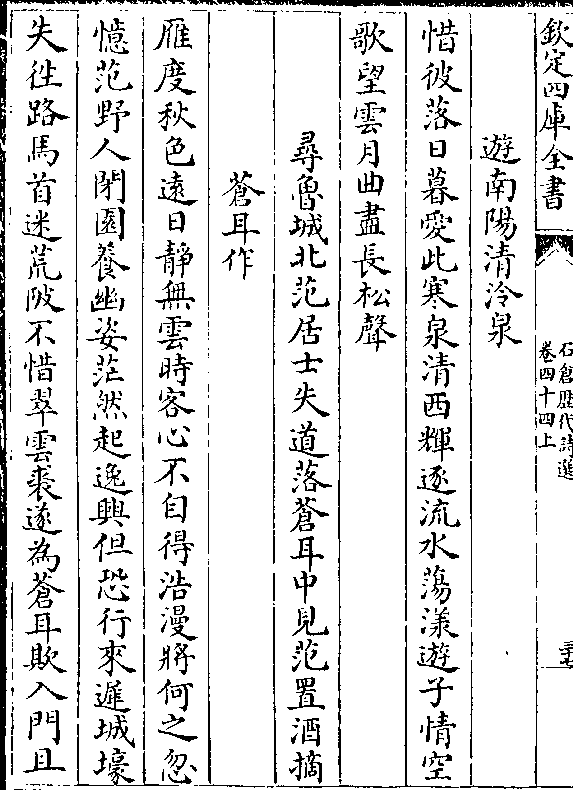 欽定四庫全書
石倉歷代詩選
卷四十四上
遊南陽清泠泉
惜彼落日暮愛此寒泉清西輝逐流水蕩漾遊子情空
歌望雲月曲盡長松聲
尋魯城北范居士失道落蒼耳中見范置酒摘
蒼耳作
雁度秋色遠日靜無雲時客心不自得浩漫將何之忽
憶范野人閉園養幽姿茫然起逸興但恐行來遲城壕
失往路馬首迷荒陂不惜翠雲裘遂為蒼耳欺入門且